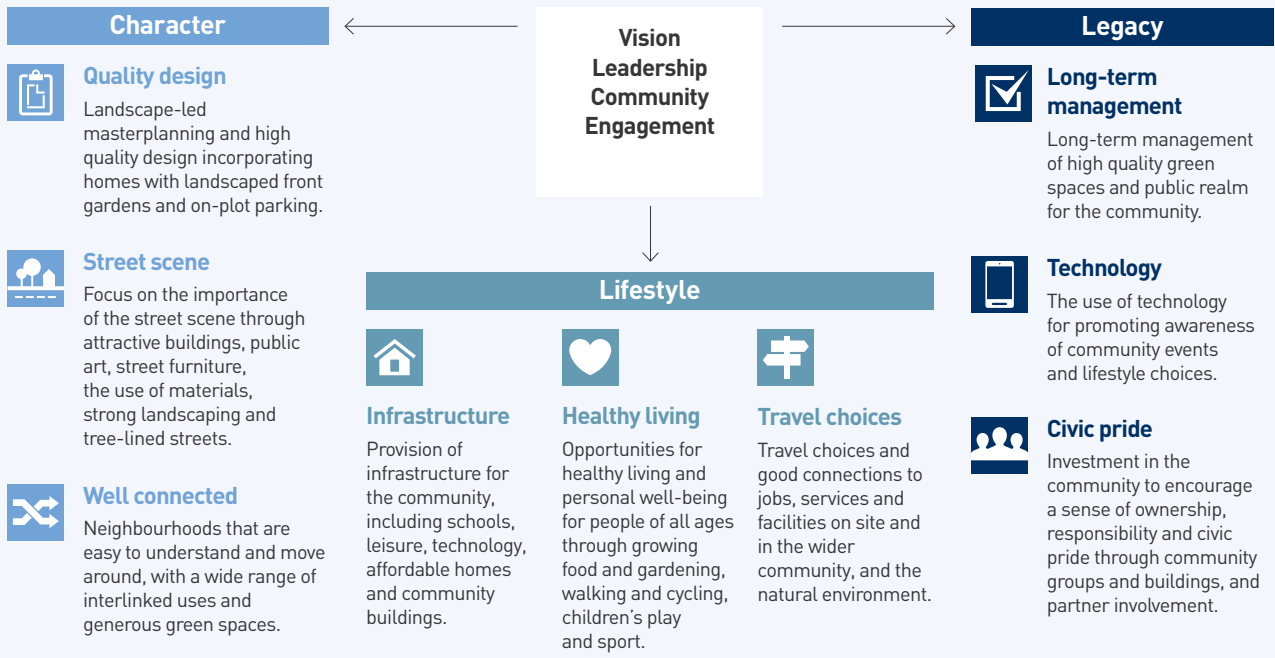 Character
Quality design
Landscape-led
masterplanning and high
quality design incorporating
homes with landscaped front
gardens and on-plot parking.
Street scene
Focus on the importance
of the street scene through
attractive buildings, public
art, street furniture,
the use of materials,
strong landscaping and
tree-lined streets.
Well connected
Neighbourhoods that are
easy to understand and move
around, with a wide range of
interlinked uses and
generous green spaces.
Vision
Leadership
Community
Engagement
Lifestyle
Infrastructure
Provision of
infrastructure for
the community,
including schools,
leisure, technology,
affordable homes
and community
buildings.
Healthy living
Opportunities for
healthy living and
personal well-being
for people of all ages
through growing
food and gardening,
walking and cycling,
children’s play
and sport.
Travel choices
Travel choices and
good connections to
jobs, services and
facilities on site and
in the wider
community, and the
natural environment.
Legacy
Long-term
management
Long-term management
of high quality green
spaces and public realm
for the community.
Technology
The use of technology
for promoting awareness
of community events
and lifestyle choices.
Civic pride
Investment in the
community to encourage
a sense of ownership,
responsibility and civic
pride through community
groups and buildings, and
partner involvement.